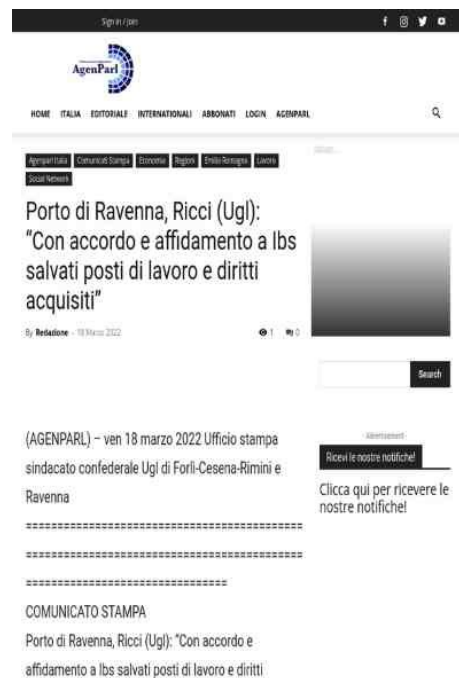 Sign in / Join
AgenParl
HOME ITALIA EDITORIALE INTERNATIONALI ABBONATI LOGIN AGENPARL
Agenparl Italia Comunicati Stampa Economia Regioni Emilia-Romagna Lavoro
Social Network
Porto di Ravenna, Ricci (Ugl):
“Con accordo e affidamento a Ibs
salvati posti di lavoro e diritti
acquisiti”
By Redazione - 18 Marzo 2022 1 0
Search
- Advertisement -
Ricevi le nostre notifiche!
Clicca qui per ricevere le
nostre notifiche!
(AGENPARL) – ven 18 marzo 2022 Ufficio stampa
sindacato confederale Ugl di Forlì-Cesena-Rimini e
Ravenna
============================================
============================================
================================
COMUNICATO STAMPA
Porto di Ravenna, Ricci (Ugl): “Con accordo e
affidamento a Ibs salvati posti di lavoro e diritti